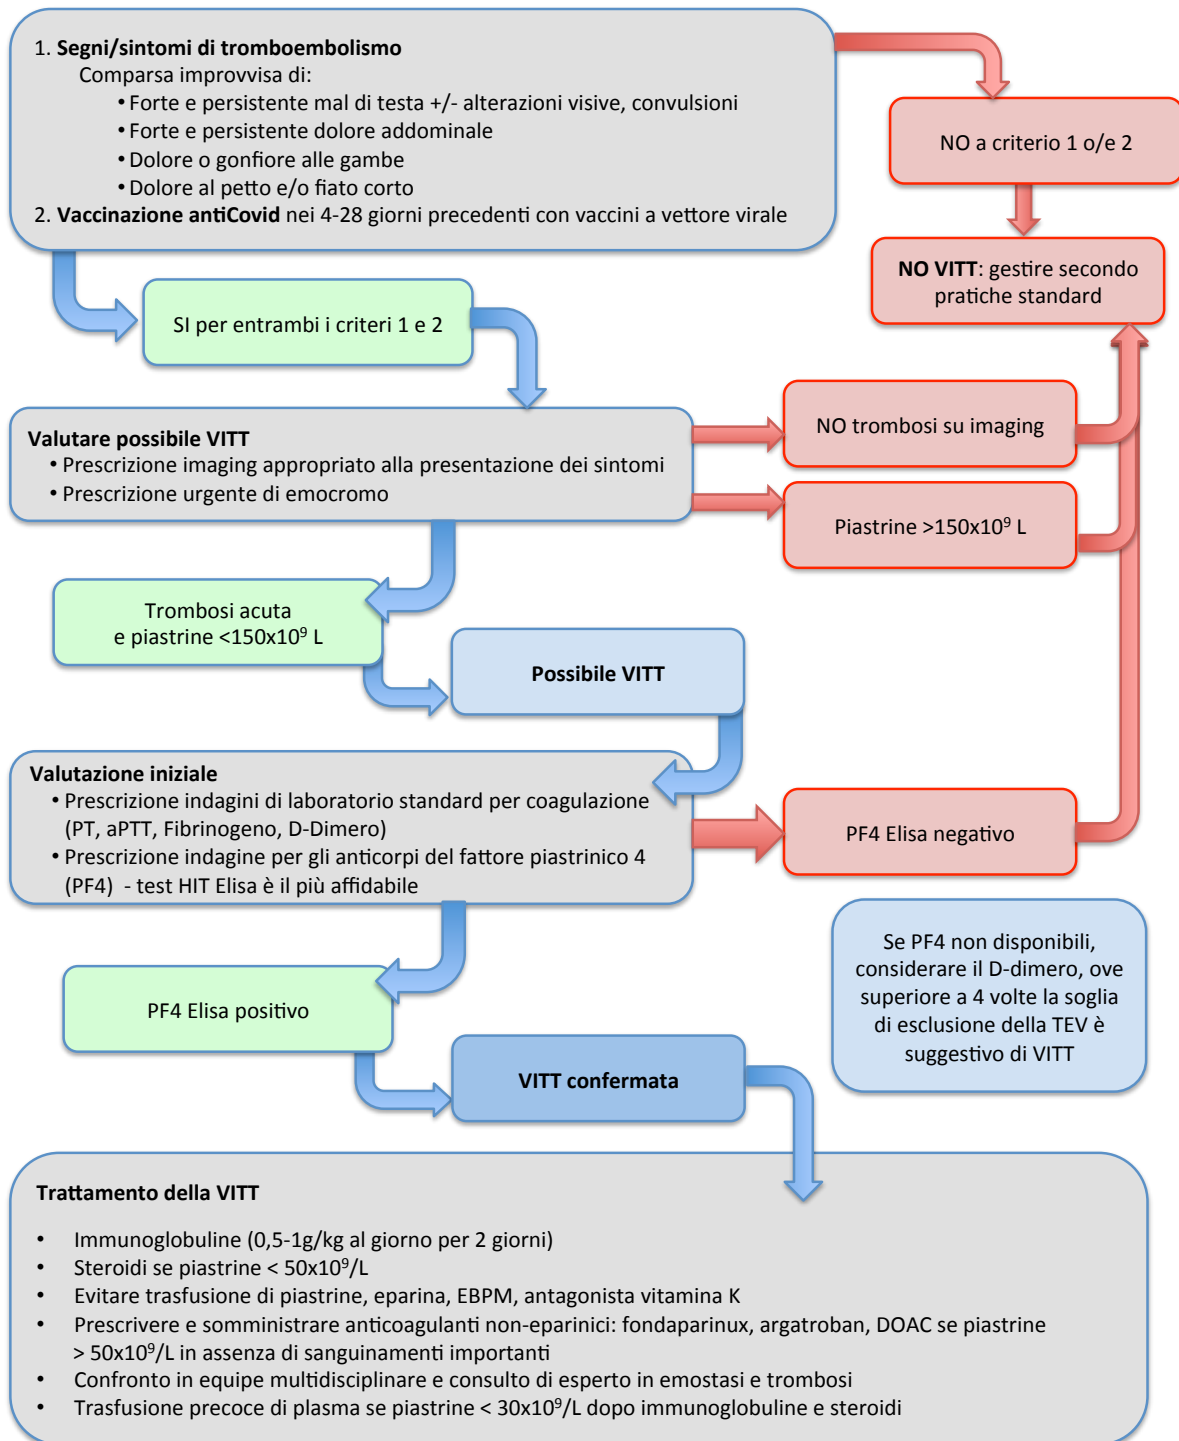 1. Segni/sintomi di tromboembolismo
Comparsa improvvisa di:
• Forte e persistente mal di testa +/- alterazioni visive, convulsioni
• Forte e persistente dolore addominale
• Dolore o gonfiore alle gambe
• Dolore al petto e/o fiato corto
2. Vaccinazione antiCovid nei 4-28 giorni precedenti con vaccini a vettore virale
NO a criterio 1 o/e 2
NO VITT: gestire secondo
pratiche standard
SI per entrambi i criteri 1 e 2
Valutare possibile VITT
• Prescrizione imaging appropriato alla presentazione dei sintomi
• Prescrizione urgente di emocromo
NO trombosi su imaging
Piastrine >150x10⁹ L
Trombosi acuta
e piastrine <150x10⁹ L
Possibile VITT
Valutazione iniziale
• Prescrizione indagini di laboratorio standard per coagulazione
(PT, aPTT, Fibrinogeno, D-Dimero)
• Prescrizione indagine per gli anticorpi del fattore piastrinico 4
(PF4) - test HIT Elisa è il più affidabile
PF4 Elisa negativo
Se PF4 non disponibili,
considerare il D-dimero, ove
superiore a 4 volte la soglia
di esclusione della TEV è
suggestivo di VITT
PF4 Elisa positivo
VITT confermata
Trattamento della VITT
• Immunoglobuline (0,5-1g/kg al giorno per 2 giorni)
• Steroidi se piastrine < 50x10⁹/L
• Evitare trasfusione di piastrine, eparina, EBPM, antagonista vitamina K
• Prescrivere e somministrare anticoagulanti non-eparinici: fondaparinux, argatroban, DOAC se piastrine
> 50x10⁹/L in assenza di sanguinamenti importanti
• Confronto in equipe multidisciplinare e consulto di esperto in emostasi e trombosi
• Trasfusione precoce di plasma se piastrine < 30x10⁹/L dopo immunoglobuline e steroidi